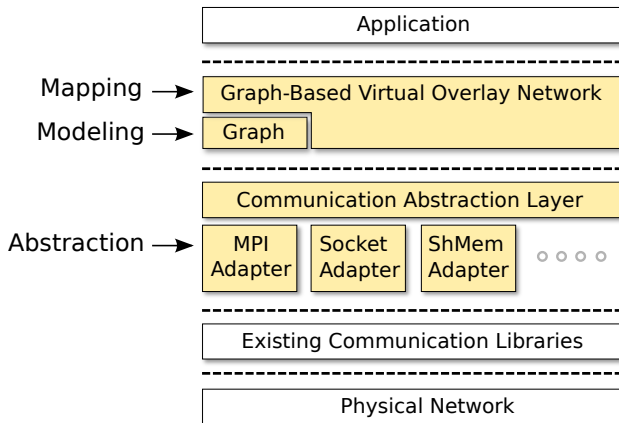 Application
Mapping
Graph-Based Virtual Overlay Network
Modeling
Graph
Communication Abstraction Layer
Abstraction
MPI
Adapter
Socket
Adapter
ShMem
Adapter
Existing Communication Libraries
Physical Network